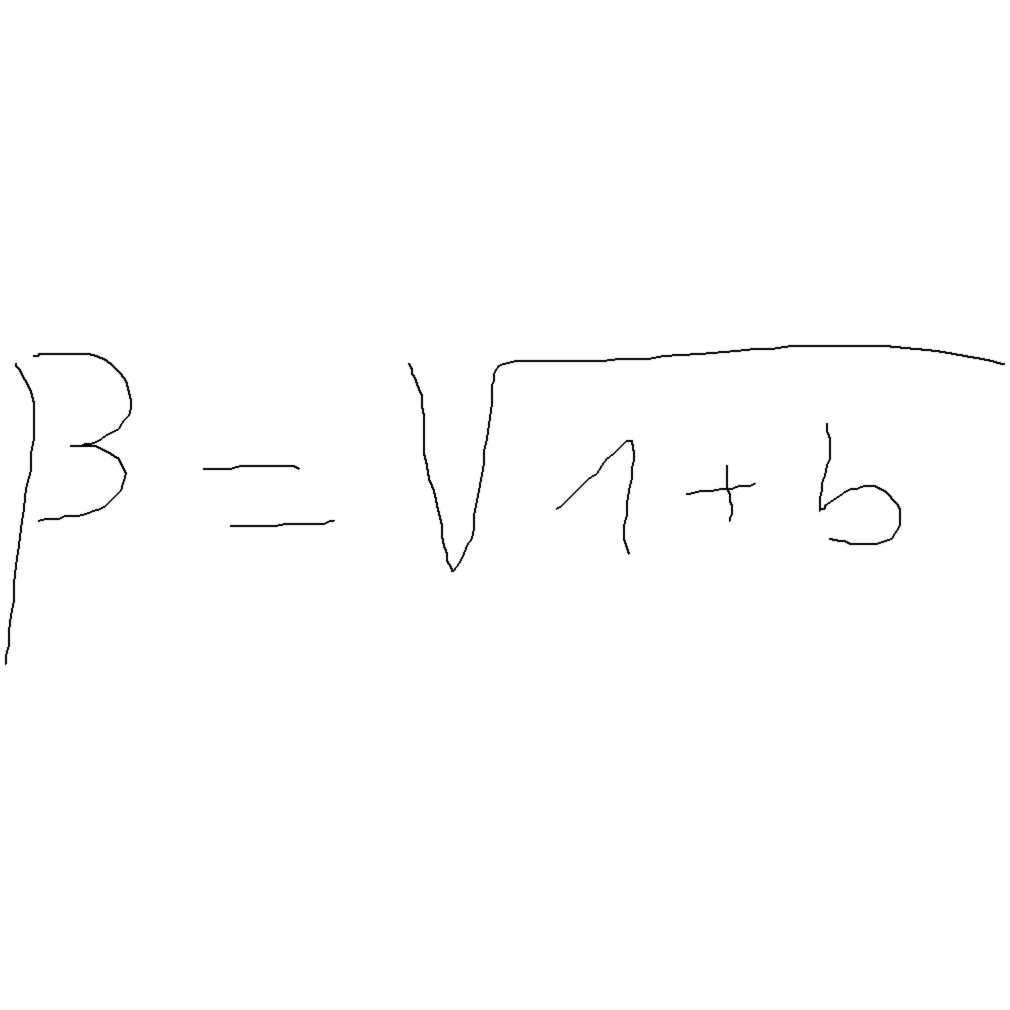 β = √(1 + b)